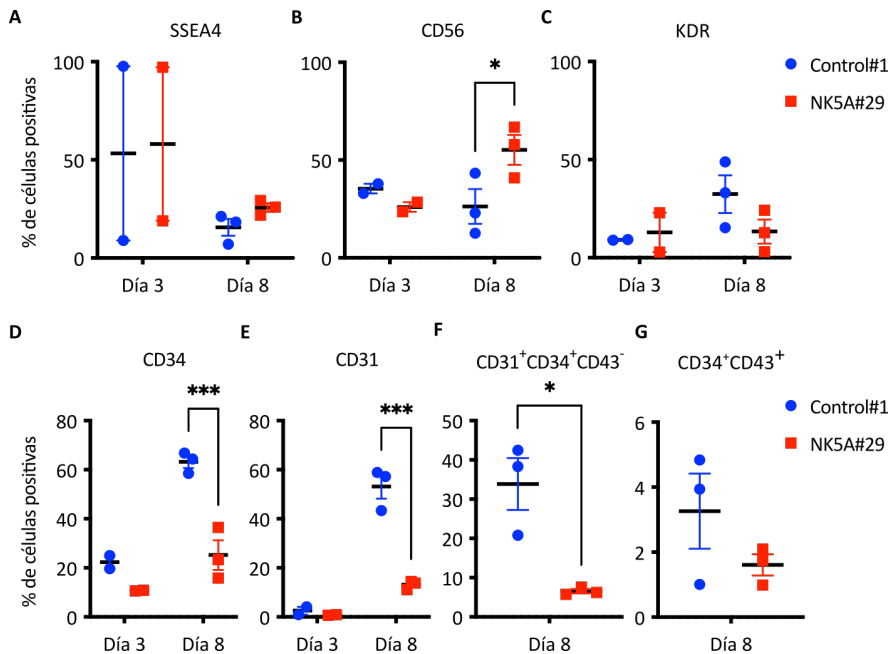 A
SSEA4
% de células positivas
100
50
0
Día 3
Día 8
B
CD56
*
100
50
0
Día 3
Día 8
C
KDR
100
50
0
Día 3
Día 8
Control#1
NK5A#29
D
CD34
***
% de células positivas
80
60
40
20
0
Día 3
Día 8
E
CD31
***
80
60
40
20
0
Día 3
Día 8
F
CD31⁺CD34⁺CD43⁻
*
50
40
30
20
10
0
Día 8
G
CD34⁺CD43⁺
6
4
2
0
Día 8
Control#1
NK5A#29